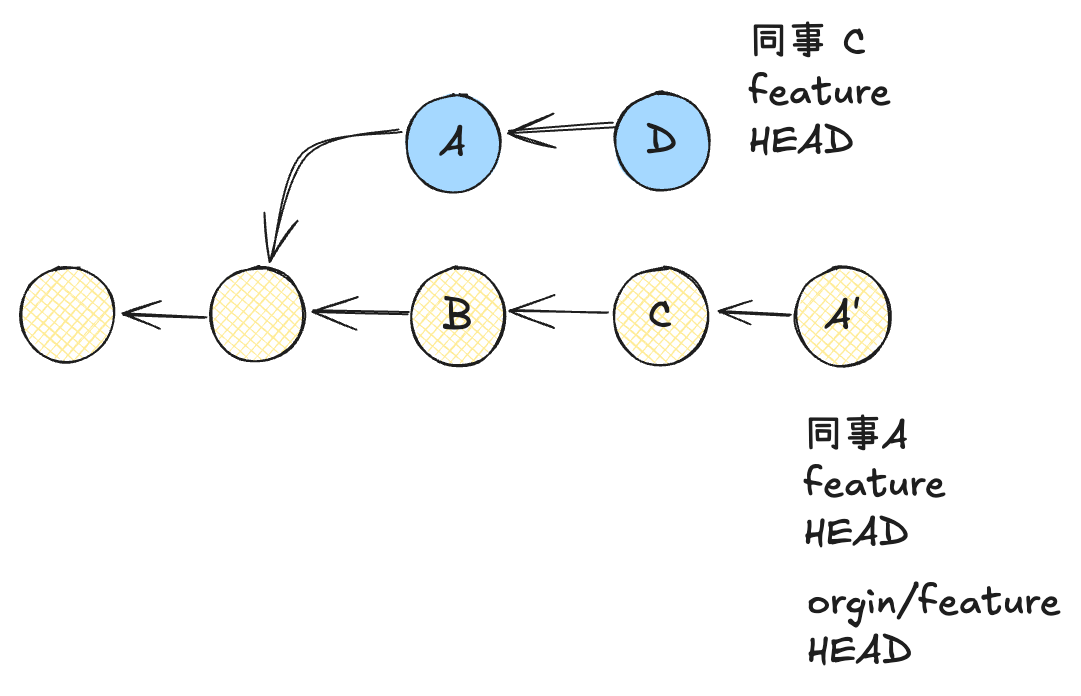 同事 C
feature
HEAD
A
D
B
C
A'
同事A
feature
HEAD
orgin/feature
HEAD